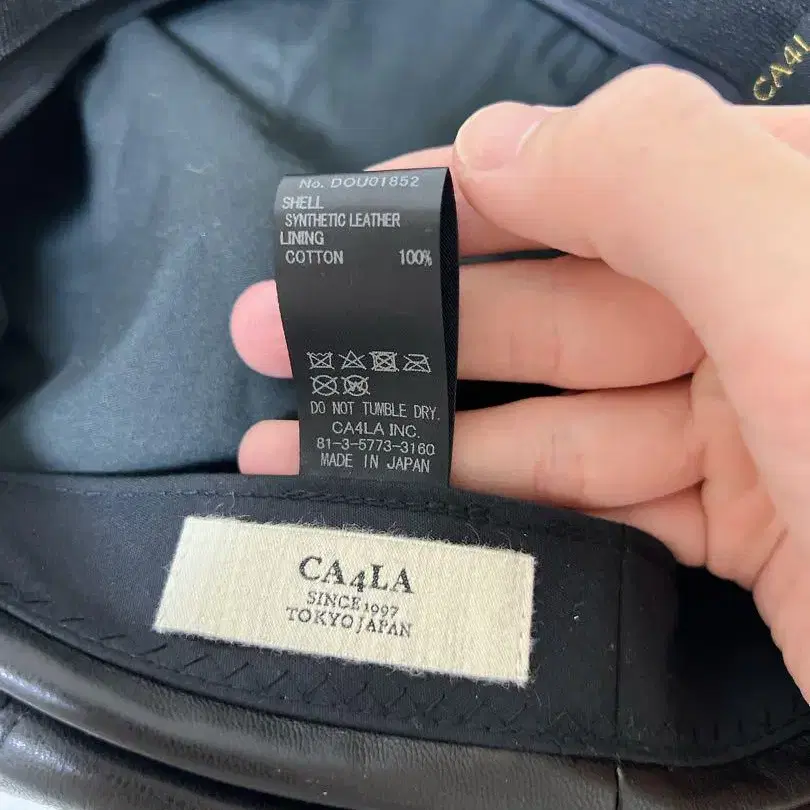 No. DOU01852
SHELL
SYNTHETIC LEATHER
LINING
COTTON 100%
DO NOT TUMBLE DRY.
CA4LA INC.
81-3-5773-3160
MADE IN JAPAN
CA4LA
SINCE 1997
TOKYO JAPAN
CA4L